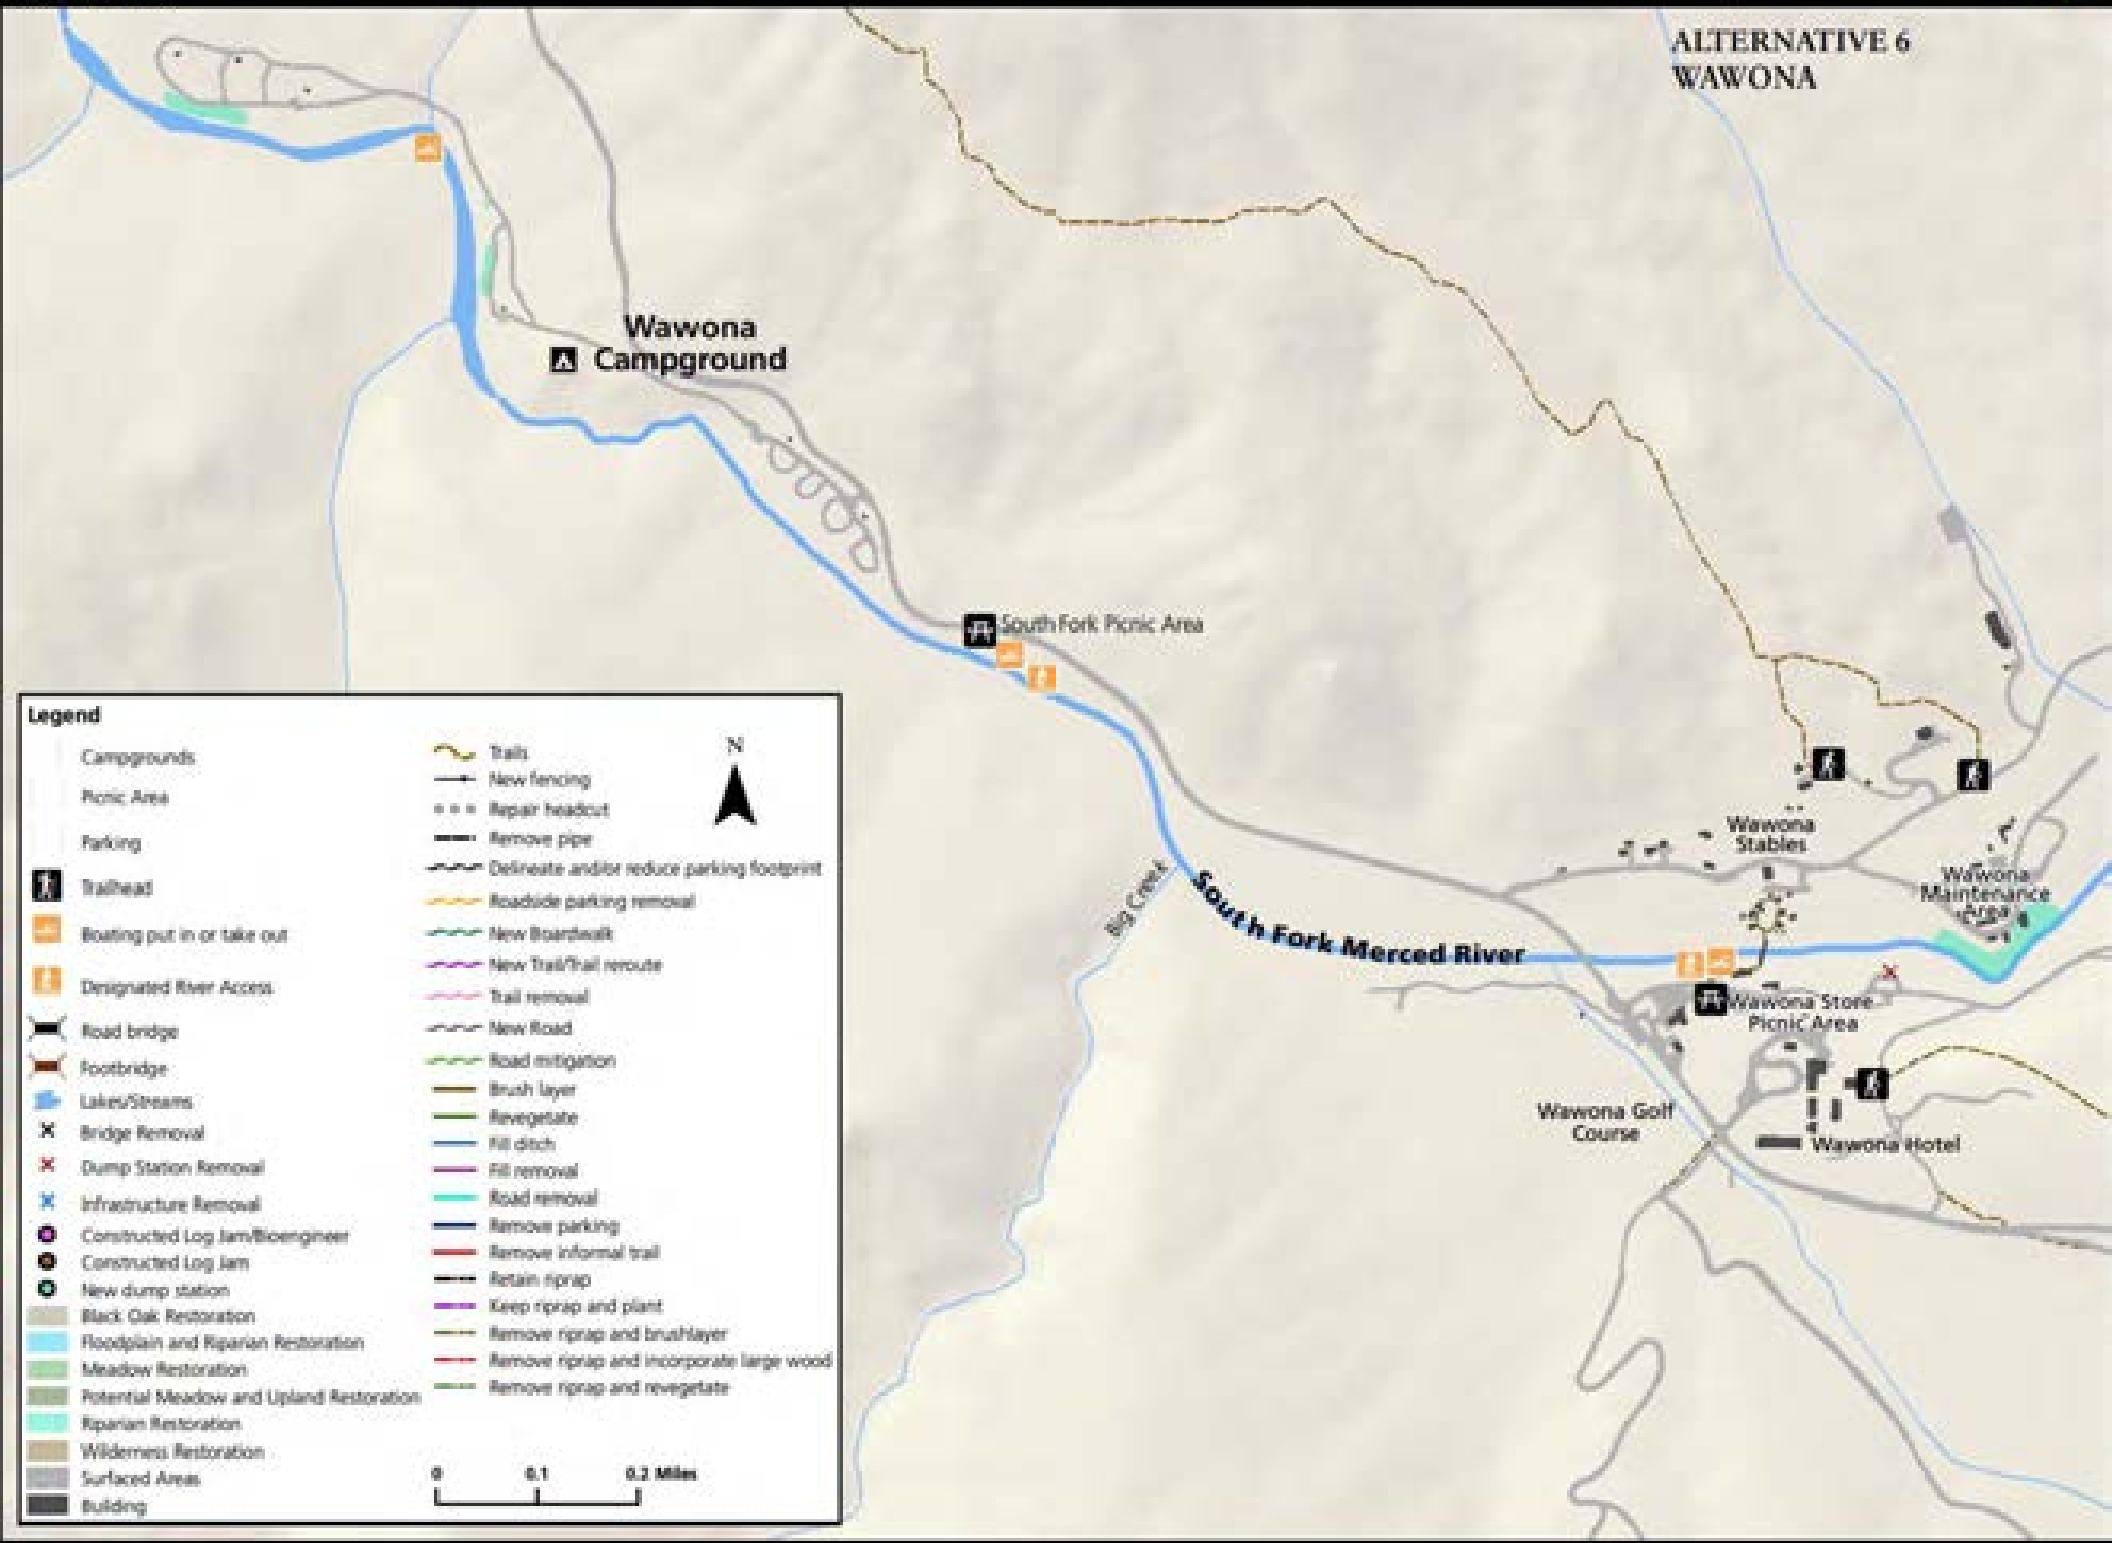 ALTERNATIVE 6
WAWONA
Wawona
Campground
South Fork Picnic Area
Wawona
Stables
Wawona
Maintenance
Area
Big Creek
South Fork Merced River
Wawona Store
Picnic Area
Wawona Golf
Course
Wawona Hotel
Legend
Campgrounds
Picnic Area
Parking
Trailhead
Boating put in or take out
Designated River Access
Road bridge
Footbridge
Lakes/Streams
Bridge Removal
Dump Station Removal
Infrastructure Removal
Constructed Log Jam/Bioengineer
Constructed Log Jam
New dump station
Black Oak Restoration
Floodplain and Riparian Restoration
Meadow Restoration
Potential Meadow and Upland Restoration
Riparian Restoration
Wilderness Restoration
Surfaced Areas
Building
Trails
New fencing
Repair headcut
Remove pipe
Delineate and/or reduce parking footprint
Roadside parking removal
New Boardwalk
New Trail/Trail reroute
Trail removal
New Road
Road mitigation
Brush layer
Revegetate
Fill ditch
Fill removal
Road removal
Remove parking
Remove informal trail
Retain riprap
Keep riprap and plant
Remove riprap and brushlayer
Remove riprap and incorporate large wood
Remove riprap and revegetate
N
0 0.1 0.2 Miles